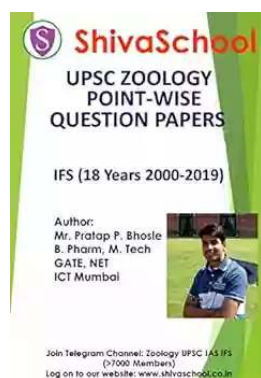 S ShivaSchool
UPSC ZOOLOGY
POINT-WISE
QUESTION PAPERS
IFS (18 Years 2000-2019)
Author:
Mr. Pratap P. Bhosle
B. Pharm, M. Tech
GATE, NET
ICT Mumbai
Join Telegram Channel: Zoology UPSC IAS IFS
(>7000 Members)
Log on to our website: www.shivaschool.co.in